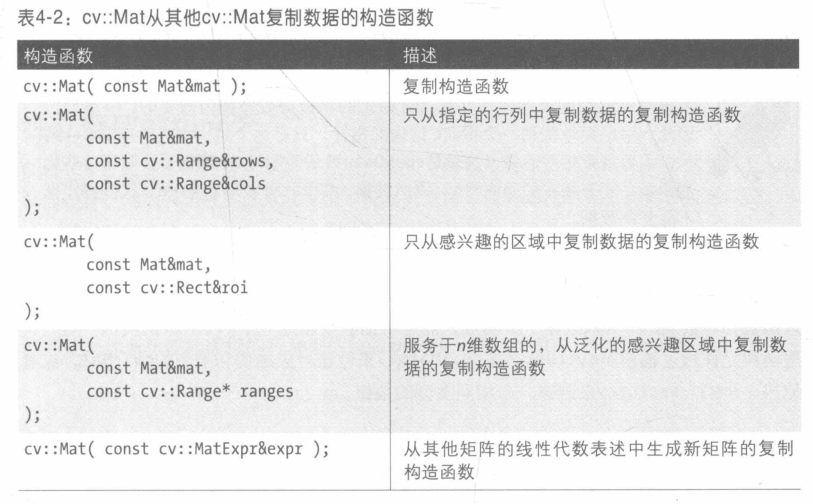 表4-2：cv::Mat从其他cv::Mat复制数据的构造函数
构造函数
描述
cv::Mat( const Mat&mat );
复制构造函数
cv::Mat(
const Mat&mat,
const cv::Range&rows,
const cv::Range&cols
);
只从指定的行列中复制数据的复制构造函数
cv::Mat(
const Mat&mat,
const cv::Rect&roi
);
只从感兴趣的区域中复制数据的复制构造函数
cv::Mat(
const Mat&mat,
const cv::Range* ranges
);
服务于n维数组的，从泛化的感兴趣区域中复制数
据的复制构造函数
cv::Mat( const cv::MatExpr&expr );
从其他矩阵的线性代数表述中生成新矩阵的复制
构造函数